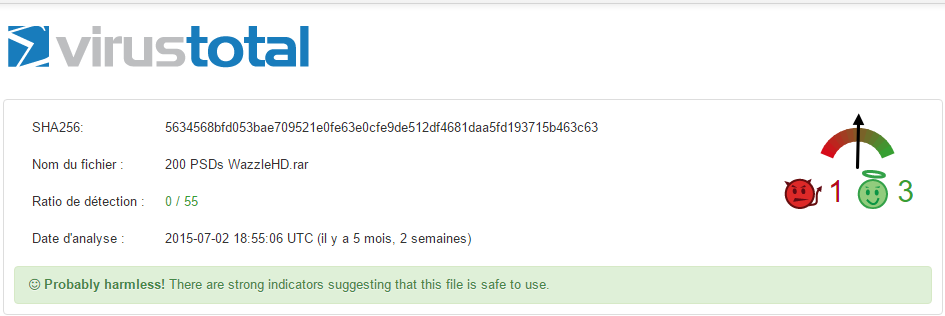 virustotal
SHA256: 5634568bfd053bae709521e0fe63e0cfe9de512df4681daa5fd193715b463c63
Nom du fichier : 200 PSDs WazzleHD.rar
Ratio de détection : 0 / 55
Date d'analyse : 2015-07-02 18:55:06 UTC (il y a 5 mois, 2 semaines)
1 3
Probably harmless! There are strong indicators suggesting that this file is safe to use.